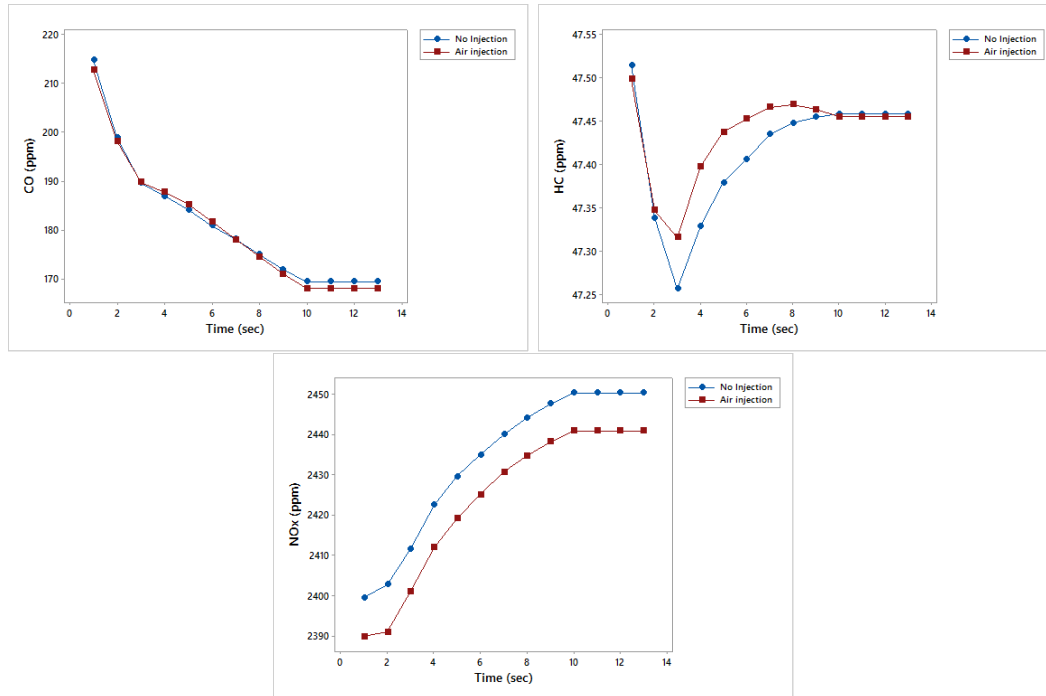 No Injection
Air injection
220
210
200
190
180
170
CO (ppm)
0 2 4 6 8 10 12 14
Time (sec)
No Injection
Air injection
47.55
47.50
47.45
47.40
47.35
47.30
47.25
HC (ppm)
0 2 4 6 8 10 12 14
Time (sec)
No Injection
Air injection
2450
2440
2430
2420
2410
2400
2390
NOx (ppm)
0 2 4 6 8 10 12 14
Time (sec)